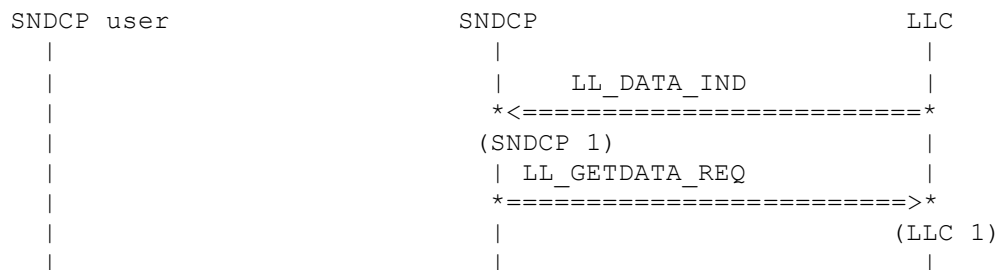 SNDCP user                SNDCP                      LLC
  |                           |                          |
  |                           |    LL_DATA_IND           |
  |                           *<=========================*
  |                          (SNDCP 1)                   |
  |                           | LL_GETDATA_REQ           |
  |                           *=========================>*
  |                           |                        (LLC 1)
  |                           |                          |